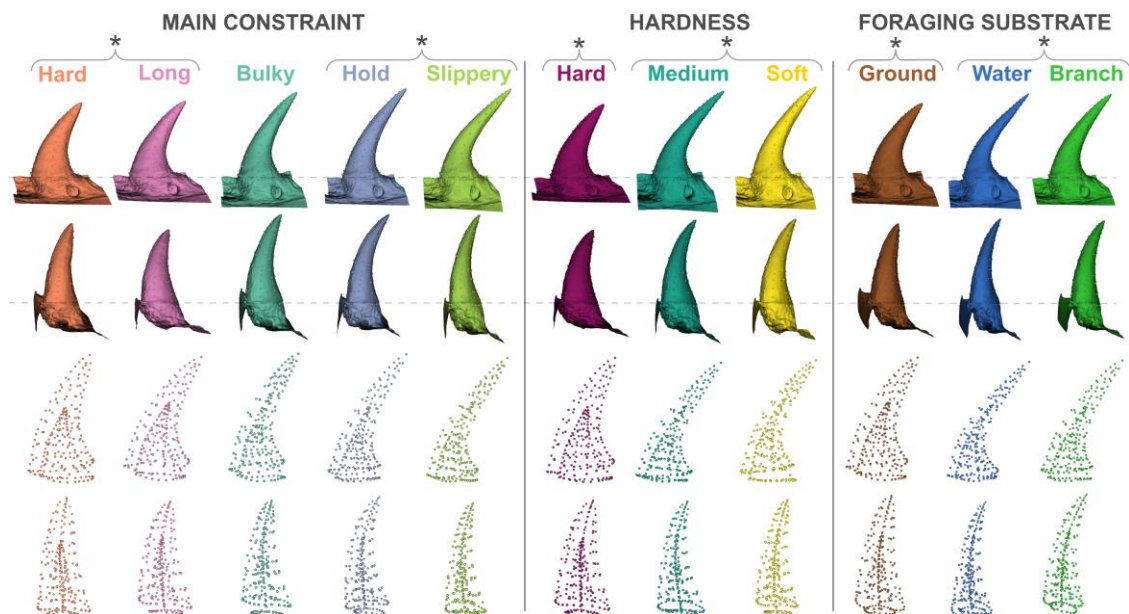 MAIN CONSTRAINT HARDNESS FORAGING SUBSTRATE
* * * * * *
Hard Long Bulky Hold Slippery Hard Medium Soft Ground Water Branch